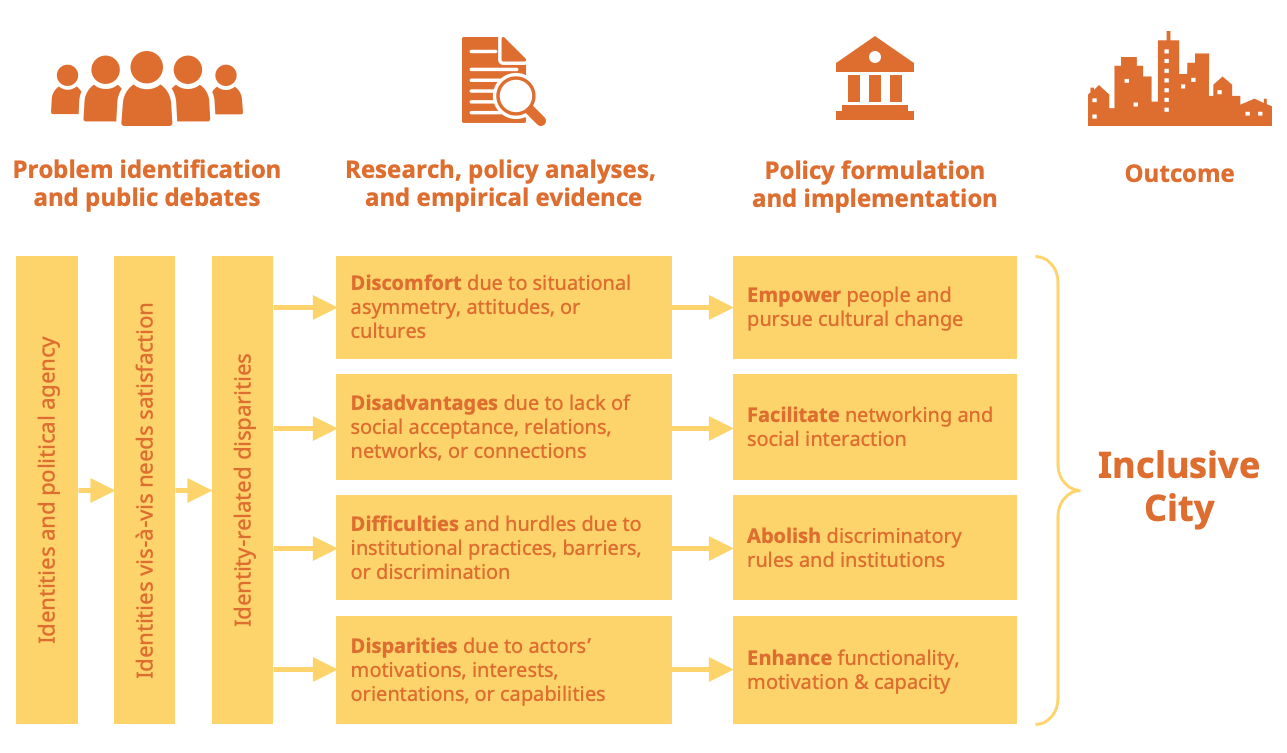 Problem identification
and public debates
Research, policy analyses,
and empirical evidence
Policy formulation
and implementation
Outcome
Identities and political agency
Identities vis-à-vis needs satisfaction
Identity-related disparities
Discomfort due to situational
asymmetry, attitudes, or
cultures
Empower people and
pursue cultural change
Disadvantages due to lack of
social acceptance, relations,
networks, or connections
Facilitate networking and
social interaction
Difficulties and hurdles due to
institutional practices, barriers,
or discrimination
Abolish discriminatory
rules and institutions
Disparities due to actors’
motivations, interests,
orientations, or capabilities
Enhance functionality,
motivation & capacity
Inclusive
City